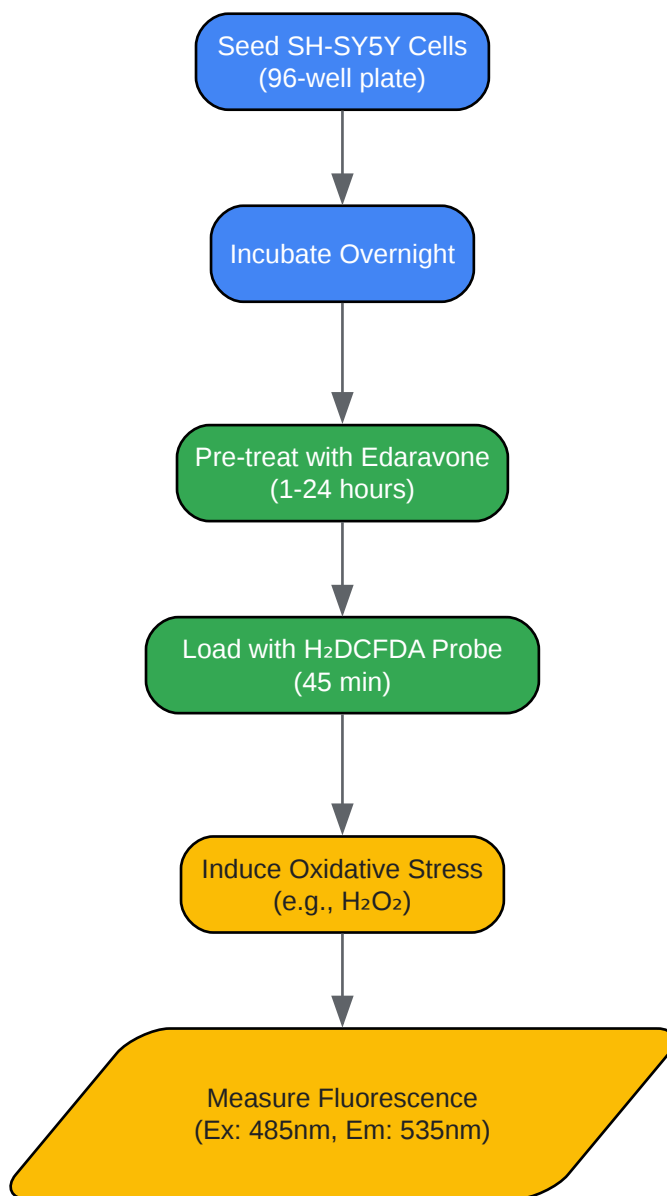 Seed SH-SY5Y Cells
(96-well plate)
Incubate Overnight
Pre-treat with Edaravone
(1-24 hours)
Load with H₂DCFDA Probe
(45 min)
Induce Oxidative Stress
(e.g., H₂O₂)
Measure Fluorescence
(Ex: 485nm, Em: 535nm)